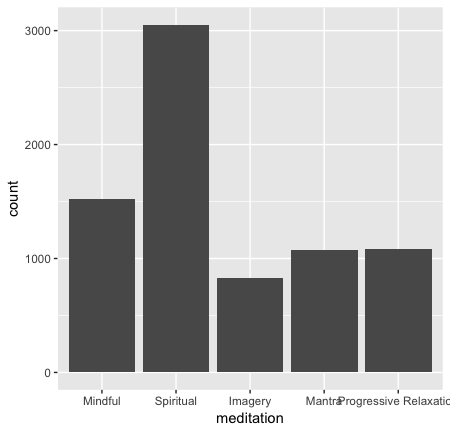 3000
2000
1000
0
count
Mindful
Spiritual
Imagery
Mantra
Progressive Relaxatio
meditation